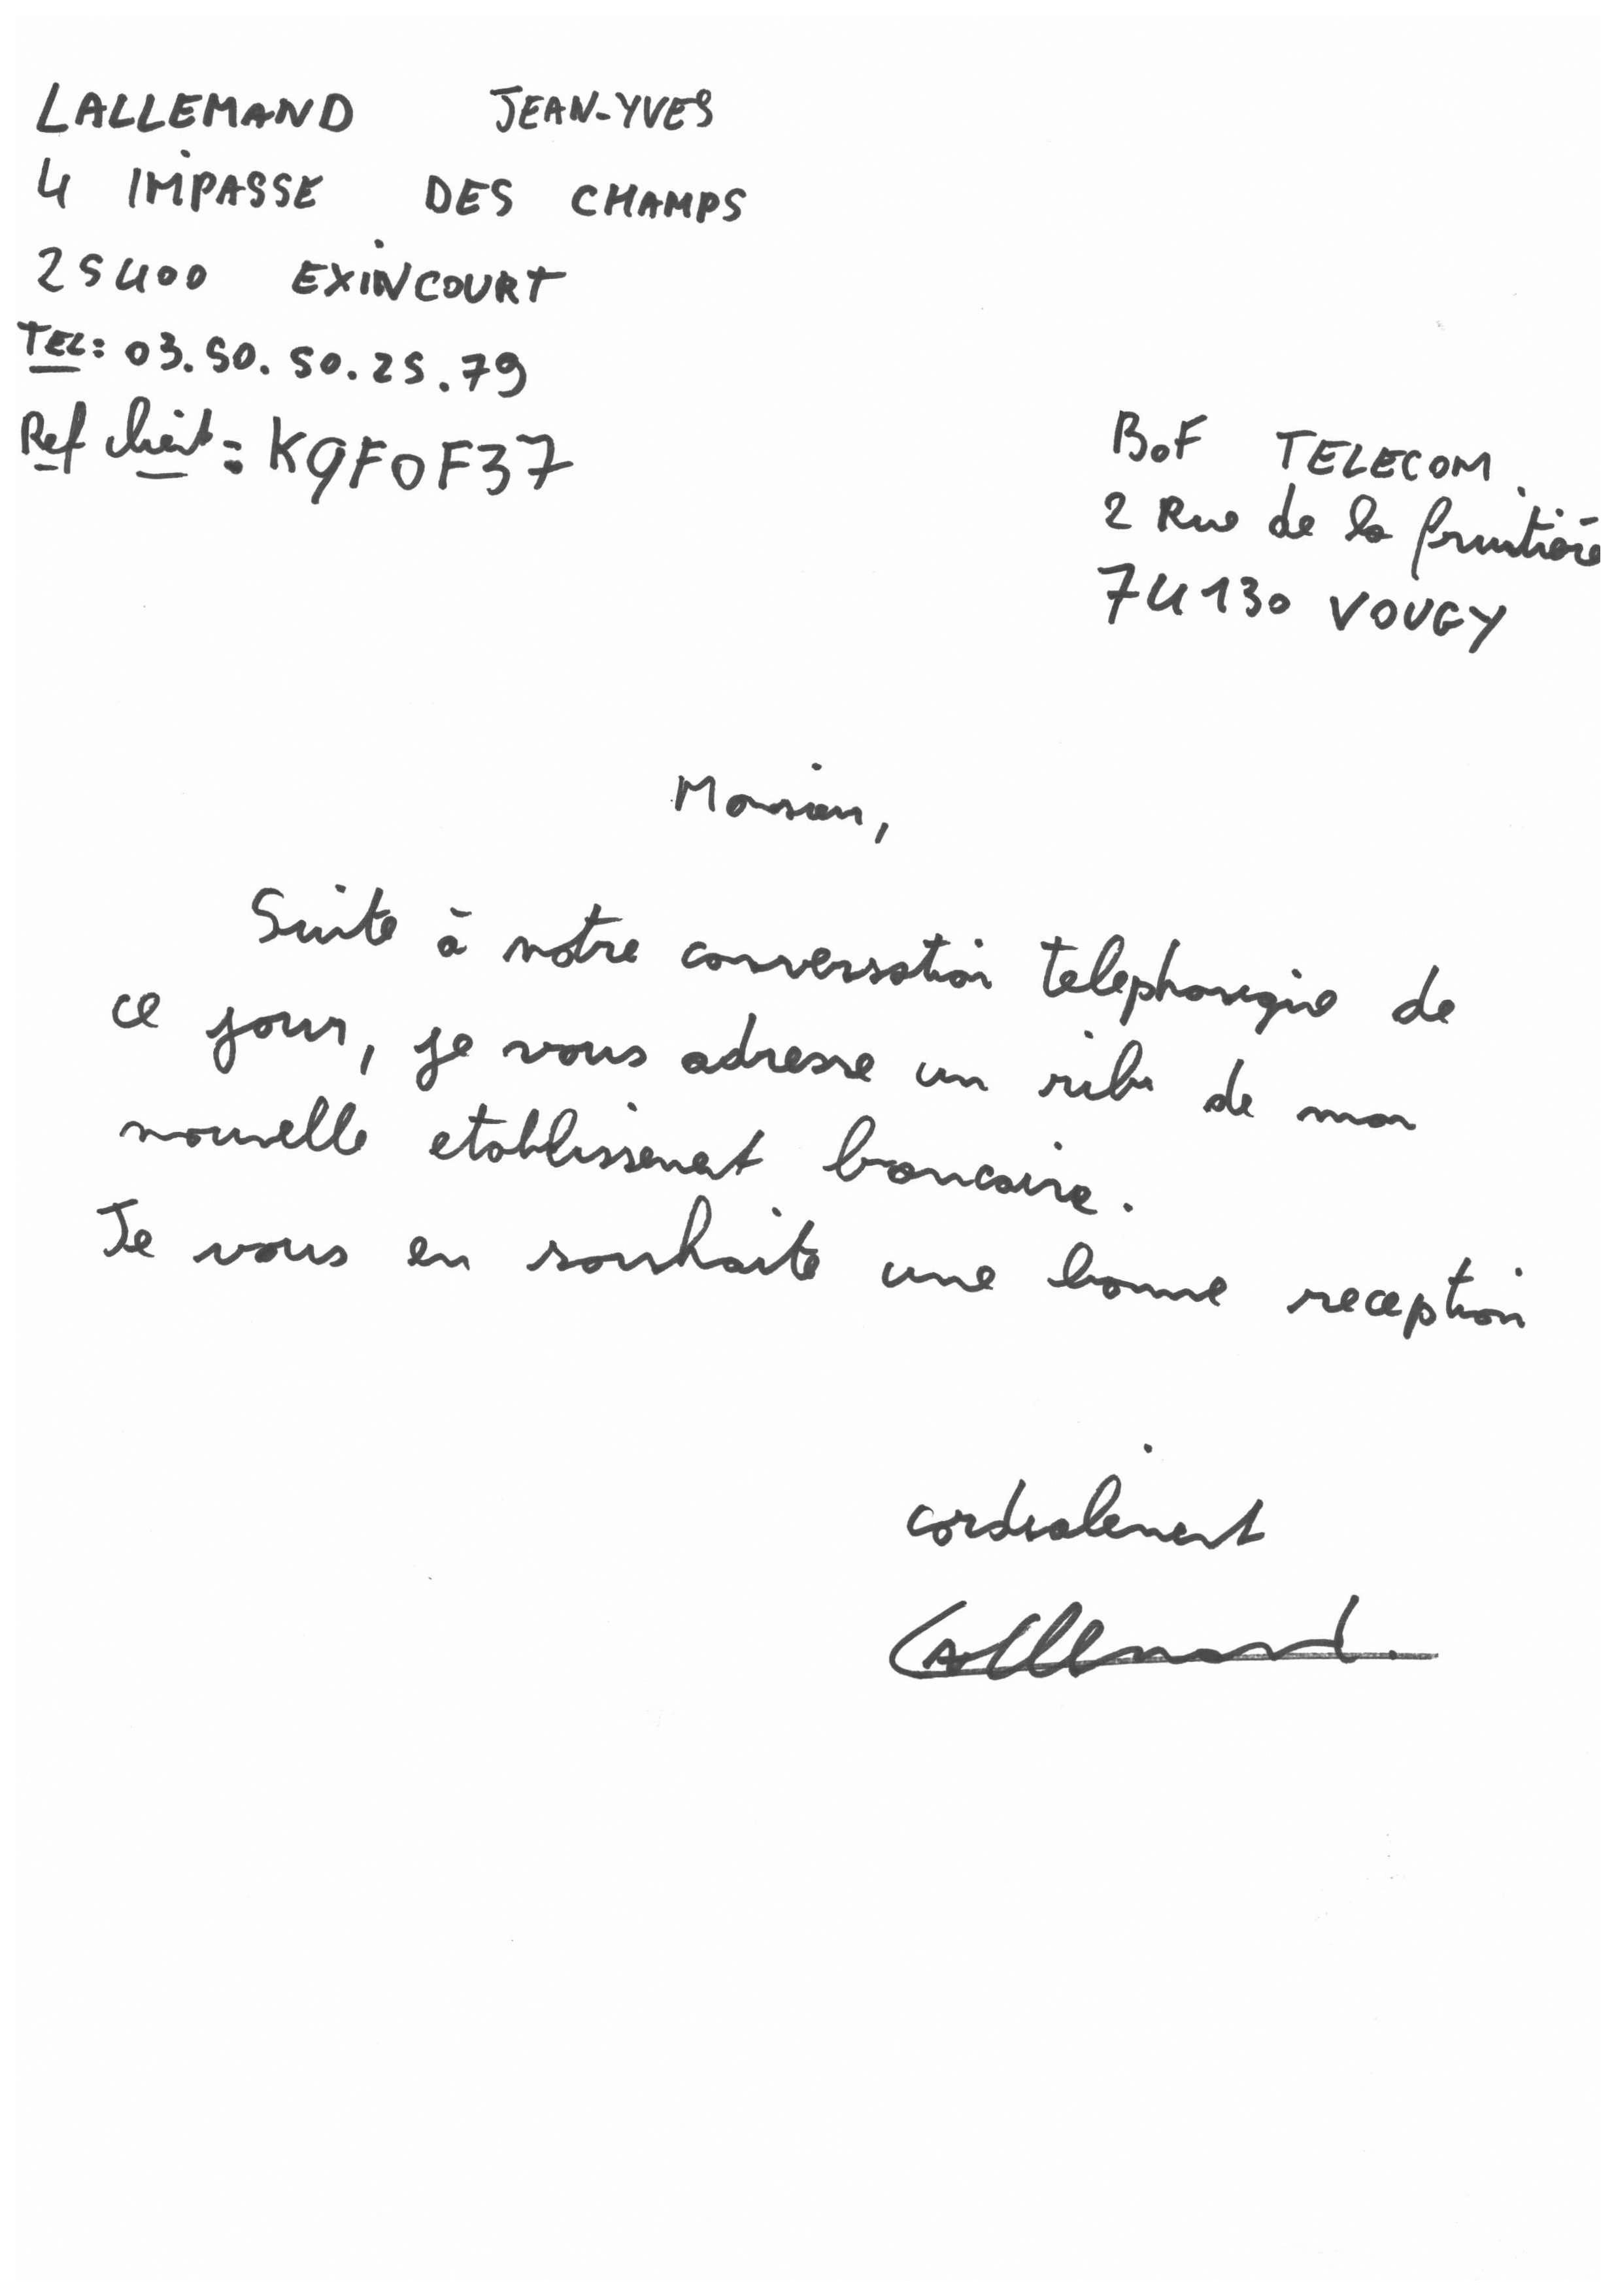 LALLEMAND JEAN-YVES
4 IMPASSE DES CHAMPS
25400 EXINCOURT
TEL: 03.50.50.25.79
Ref client: K9F0F37
BOF TELECOM
2 Rue de la fruitière
74130 VOUGY
Monsieur,
Suite à notre conversation telephonique de
ce jour, je vous adresse un rib de mon
nouvelle etablissement bancaire.
Je vous en souhaite une bonne reception
cordialement
Lallemand.